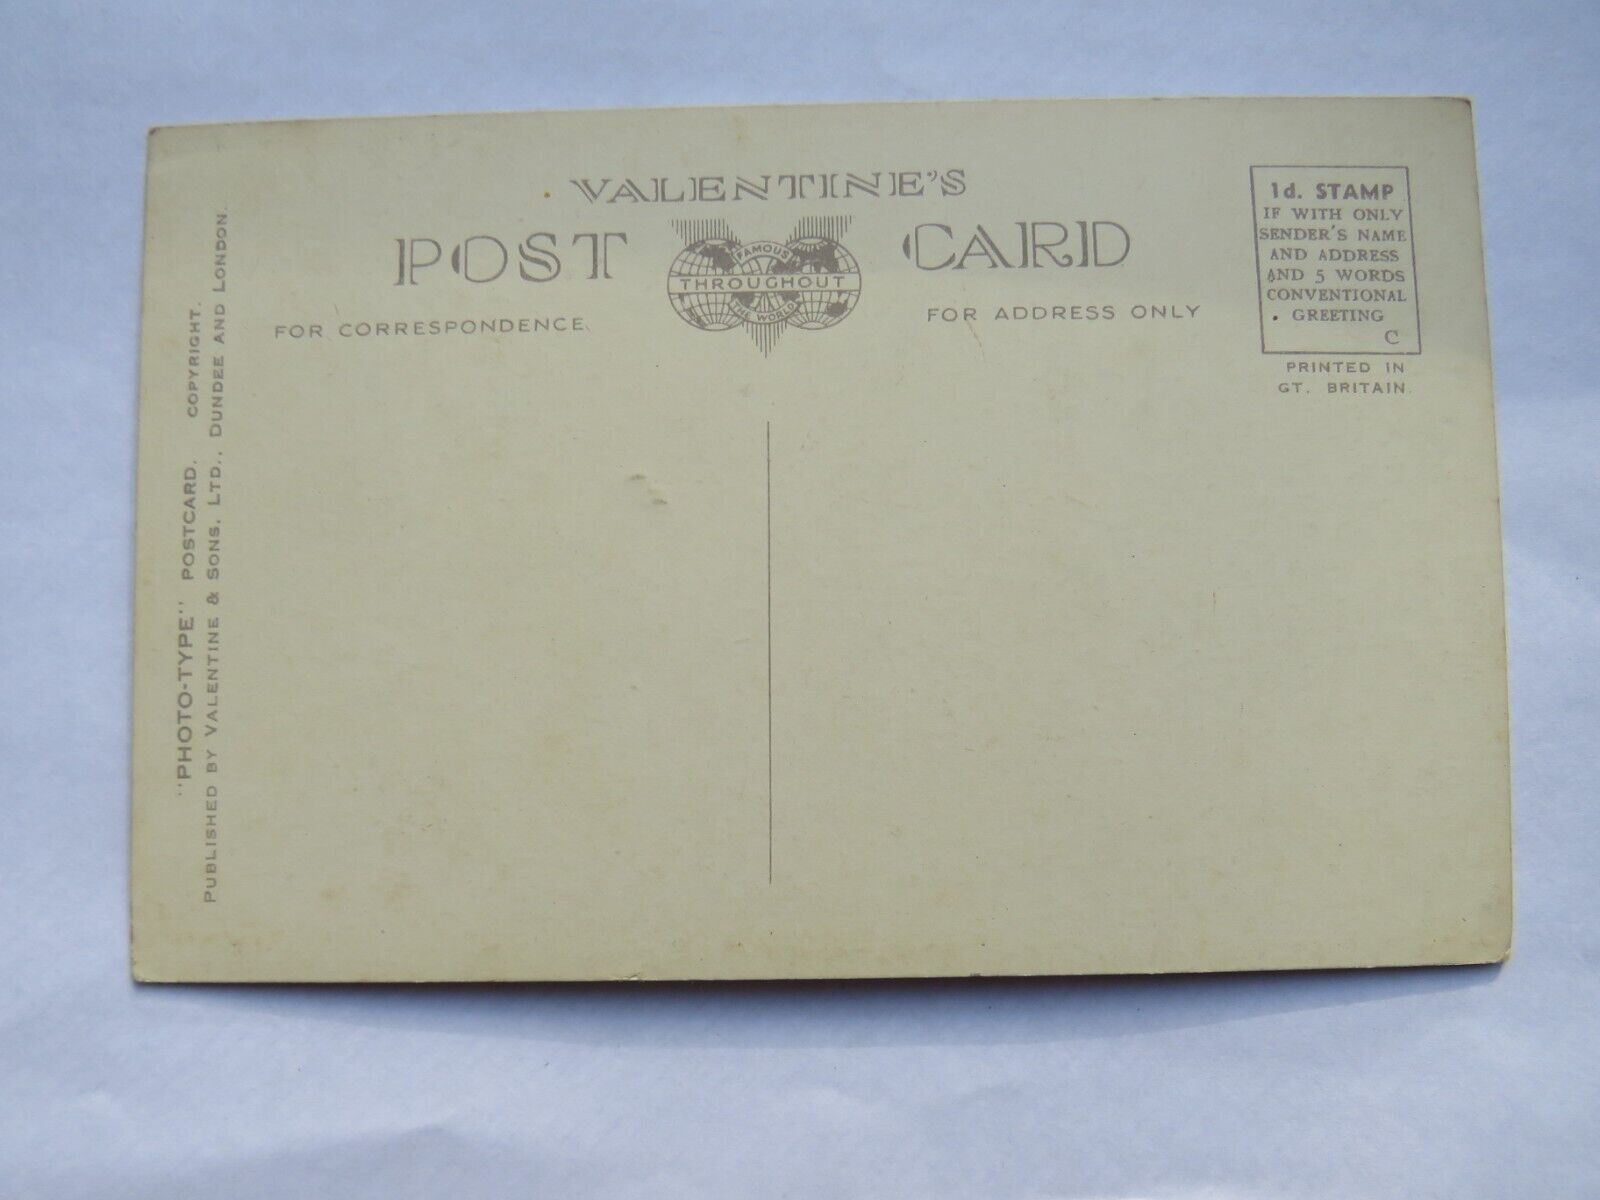 VALENTINE'S
POST CARD
FAMOUS
THROUGHOUT
THE WORLD
FOR CORRESPONDENCE
FOR ADDRESS ONLY
1d. STAMP
IF WITH ONLY
SENDER'S NAME
AND ADDRESS
AND 5 WORDS
CONVENTIONAL
GREETING
C
PRINTED IN
GT. BRITAIN.
"PHOTO-TYPE" POSTCARD. COPYRIGHT.
PUBLISHED BY VALENTINE & SONS, LTD., DUNDEE AND LONDON.